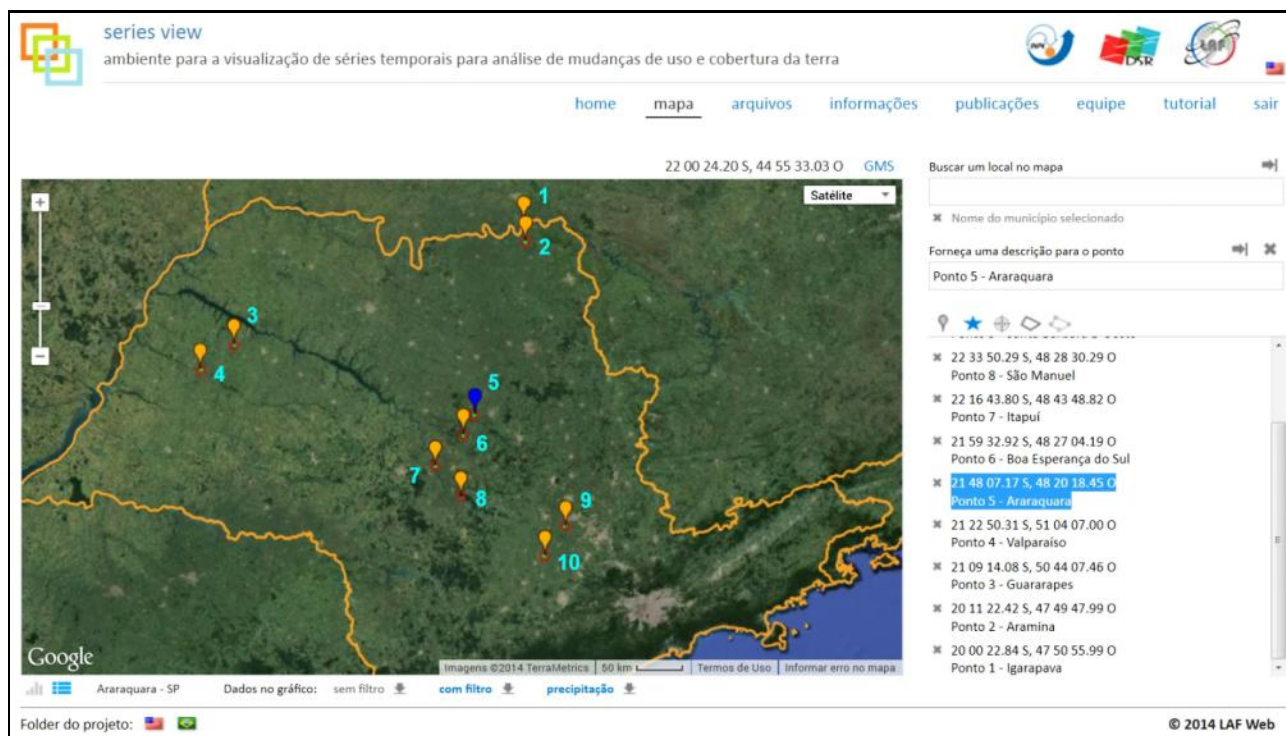 series view
ambiente para a visualização de séries temporais para análise de mudanças de uso e cobertura da terra
DSR
LAF
home mapa arquivos informações publicações equipe tutorial sair
22 00 24.20 S, 44 55 33.03 O GMS
Satélite
1
2
3
4
5
6
7
8
9
10
Google
Imagens ©2014 TerraMetrics 50 km Termos de Uso Informar erro no mapa
Buscar um local no mapa
Nome do município selecionado
Forneça uma descrição para o ponto
Ponto 5 - Araraquara
22 33 50.29 S, 48 28 30.29 O
Ponto 8 - São Manuel
22 16 43.80 S, 48 43 48.82 O
Ponto 7 - Itapuí
21 59 32.92 S, 48 27 04.19 O
Ponto 6 - Boa Esperança do Sul
21 48 07.17 S, 48 20 18.45 O
Ponto 5 - Araraquara
21 22 50.31 S, 51 04 07.00 O
Ponto 4 - Valparaíso
21 09 14.08 S, 50 44 07.46 O
Ponto 3 - Guararapes
20 11 22.42 S, 47 49 47.99 O
Ponto 2 - Aramina
20 00 22.84 S, 47 50 55.99 O
Ponto 1 - Igarapava
Araraquara - SP Dados no gráfico: sem filtro com filtro precipitação
Folder do projeto:
© 2014 LAF Web